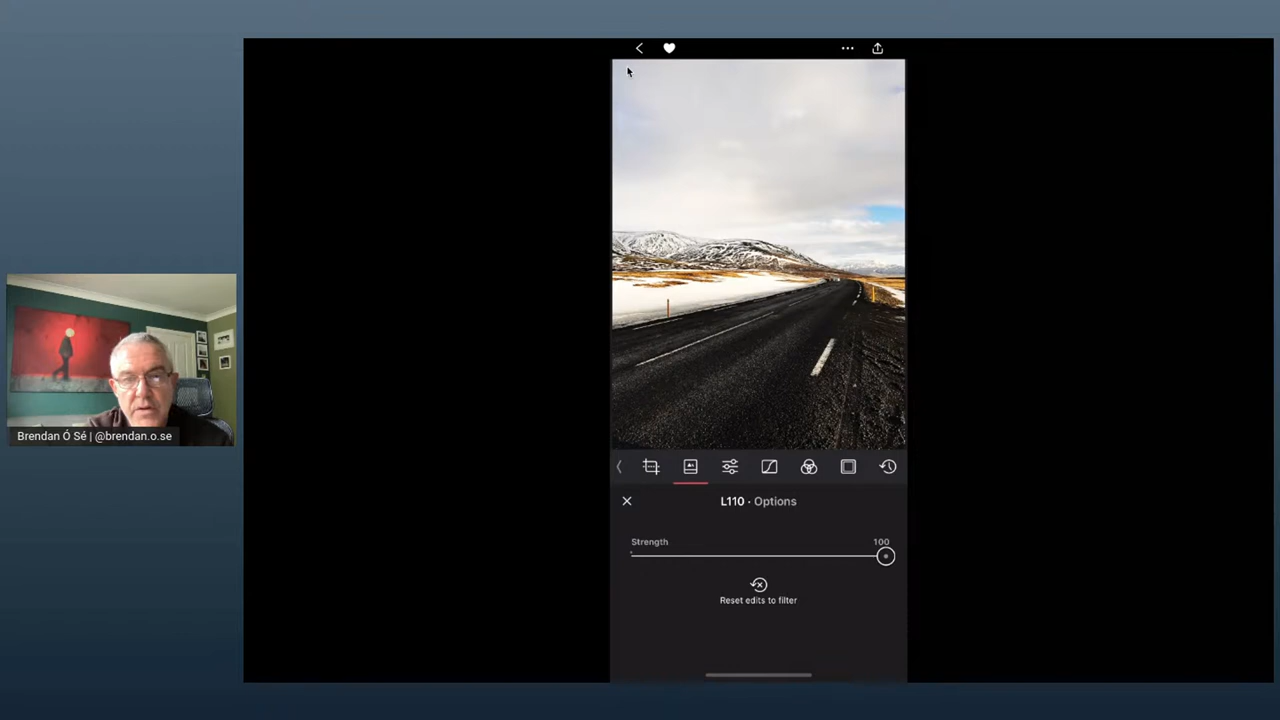 L110 · Options
Strength
100
Reset edits to filter
Brendan Ó Sé | @brendan.o.se